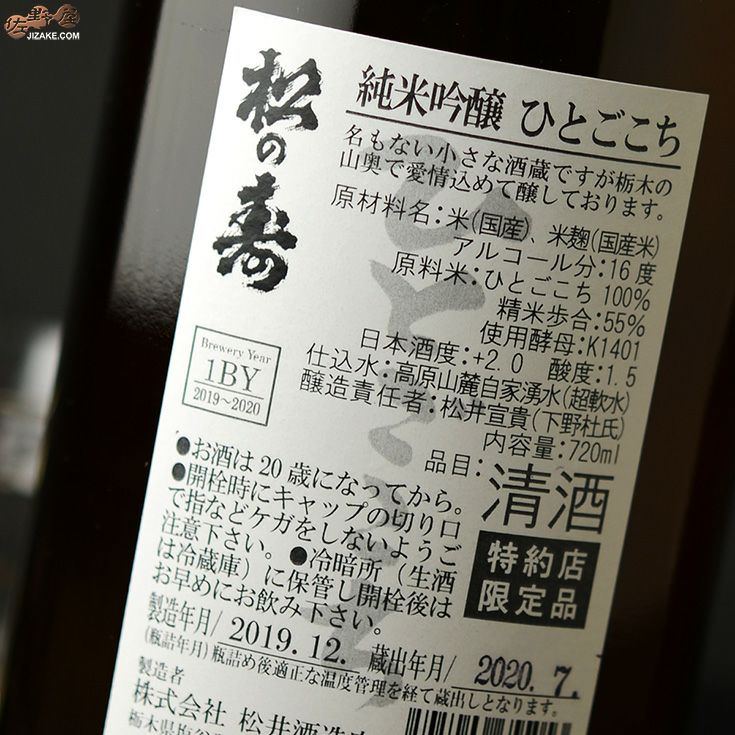 佐野屋
JIZAKE.COM
松の寿
純米吟醸 ひとごこち
名もない小さな酒蔵ですが栃木の
山奥で愛情込めて醸しております。
原材料名:米(国産)、米麹(国産米)
アルコール分:16度
原料米:ひとごこち 100%
精米歩合:55%
使用酵母:K1401
日本酒度:+2.0 酸度:1.5
仕込水:高原山麓自家湧水(超軟水)
醸造責任者:松井宣貴(下野杜氏)
内容量:720ml
品目:清酒
特約店
限定品
Brewery Year
1BY
2019~2020
●お酒は20歳になってから。
●開栓時にキャップの切り口
で指などケガをしないようご
注意下さい。●冷暗所(生酒
は冷蔵庫)に保管し開栓後は
お早めにお飲み下さい。
製造年月/2019.12. 蔵出年月/2020.7.
(瓶詰年月)瓶詰め後適正な温度管理を経て蔵出しとなります。
製造者
株式会社 松井酒造
栃木県塩谷